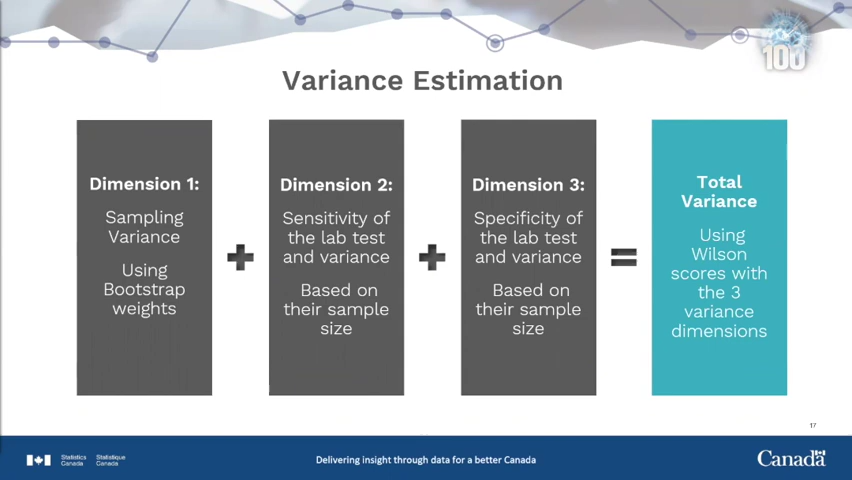 100
Variance Estimation
Dimension 1:
Sampling
Variance
Using
Bootstrap
weights
Dimension 2:
Sensitivity of
the lab test
and variance
Based on
their sample
size
Dimension 3:
Specificity of
the lab test
and variance
Based on
their sample
size
Total
Variance
Using
Wilson
scores with
the 3
variance
dimensions
17
Statistics
Canada
Statistique
Canada
Delivering insight through data for a better Canada
Canada